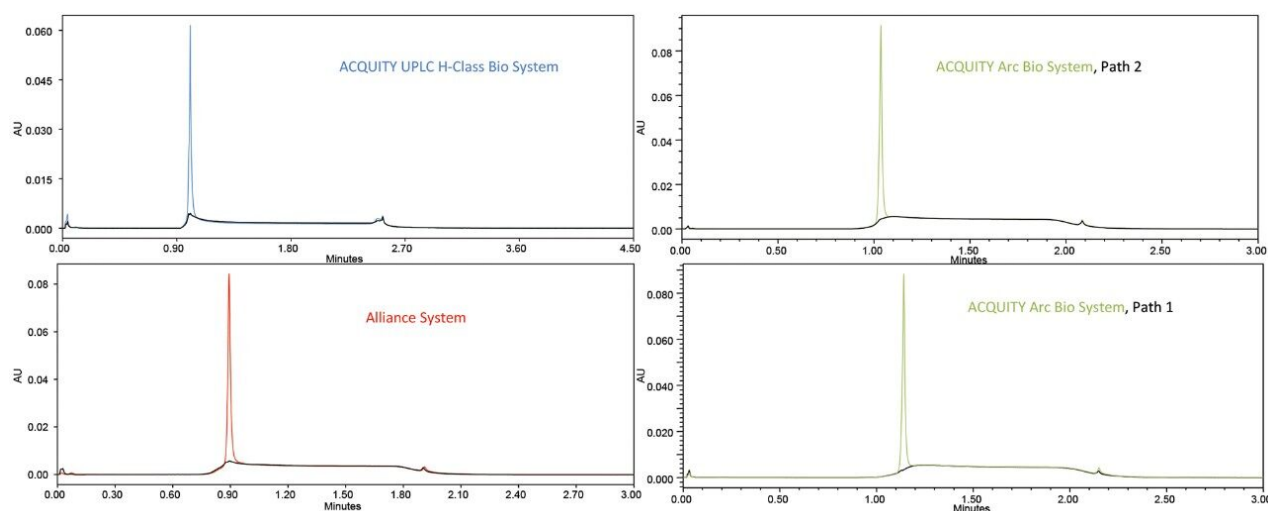 ACQUITY UPLC H-Class Bio System
AU
0.060
0.045
0.030
0.015
0.00
0.00 0.90 1.80 2.70 3.60 4.50
Minutes
ACQUITY Arc Bio System, Path 2
AU
0.08
0.06
0.04
0.02
0.00
0.00 0.50 1.00 1.50 2.00 2.50 3.00
Minutes
Alliance System
AU
0.08
0.06
0.04
0.02
0.00
0.00 0.30 0.60 0.90 1.20 1.50 1.80 2.10 2.40 2.70 3.00
Minutes
ACQUITY Arc Bio System, Path 1
AU
0.080
0.060
0.040
0.020
0.000
0.00 0.50 1.00 1.50 2.00 2.50 3.00
Minutes